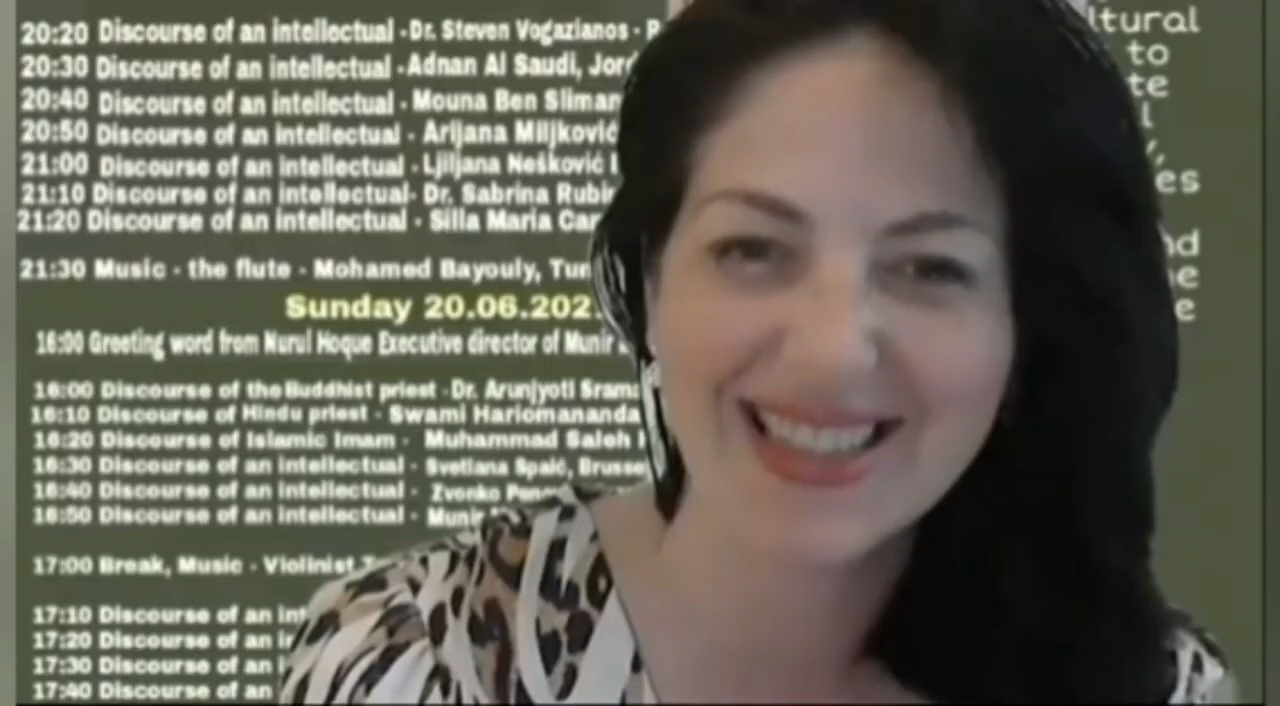 20:20 Discourse of an intellectual - Dr. Steven Vogazianos -
20:30 Discourse of an intellectual - Adnan Al Saudi,
20:40 Discourse of an intellectual - Mouna Ben
20:50 Discourse of an intellectual - Arijana Miljković
21:00 Discourse of an intellectual - Ljiljana Nešković
21:10 Discourse of an intellectual- Dr. Sabrina
21:20 Discourse of an intellectual - Silla Maria
21:30 Music - the flute - Mohamed Bayouly,
Sunday 20.06.202
16:00 Greeting word from Nurul Hoque Executive director of Munir
16:00 Discourse of the Buddhist priest - Dr. Arunjyoti
16:10 Discourse of Hindu priest - Swami Hariomananda
16:20 Discourse of Islamic Imam - Muhammad Saleh
16:30 Discourse of an intellectual - Svetlana Spaić,
16:40 Discourse of an intellectual - Zvonko
16:50 Discourse of an intellectual -
17:00 Break, Music - Violinist
17:10 Discourse of an int
17:20 Discourse of an
17:30 Discourse of an
17:40 Discourse of an
ltural
to
te
l
,
es
nd
e
e